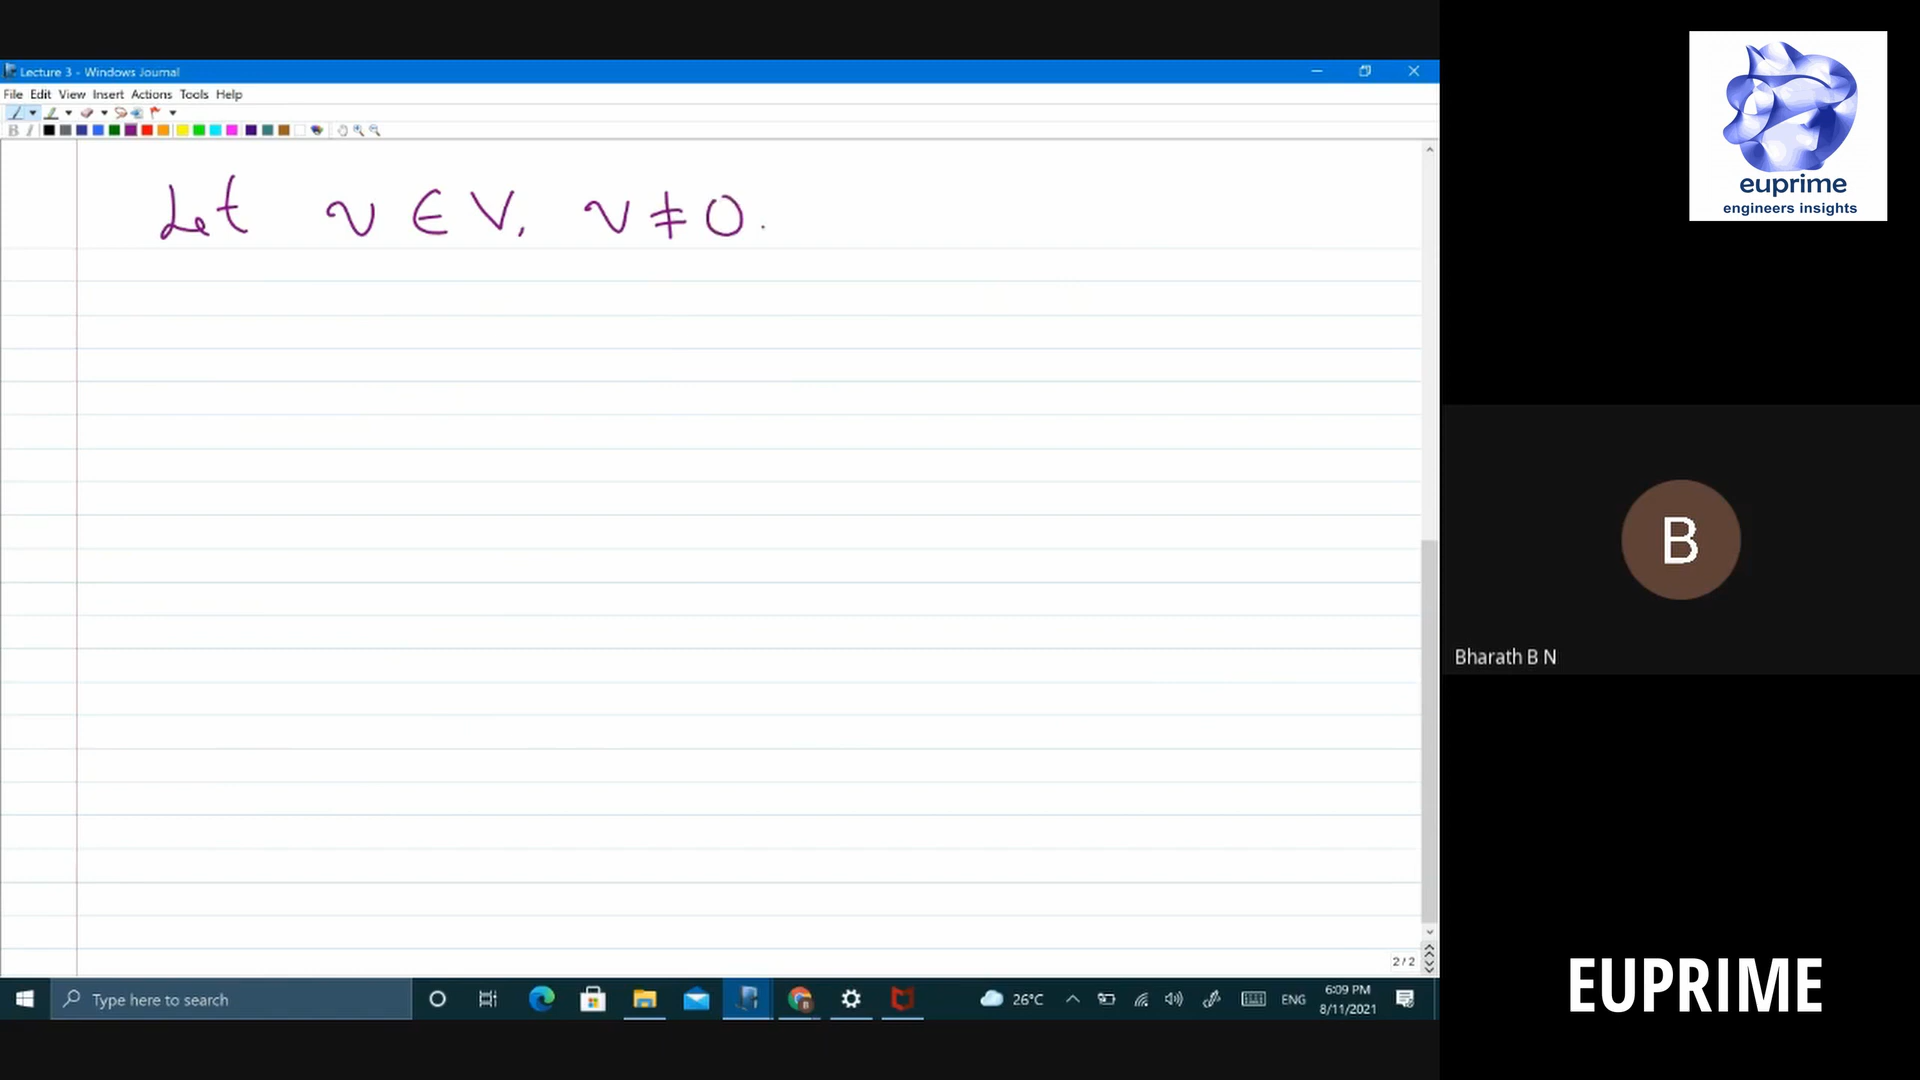 Lecture 3 - Windows Journal
File Edit View Insert Actions Tools Help
B I
Let v ∈ V, v ≠ 0.
2 / 2
Type here to search
26°C
ENG
6:09 PM
8/11/2021
euprime
engineers insights
B
Bharath B N
EUPRIME